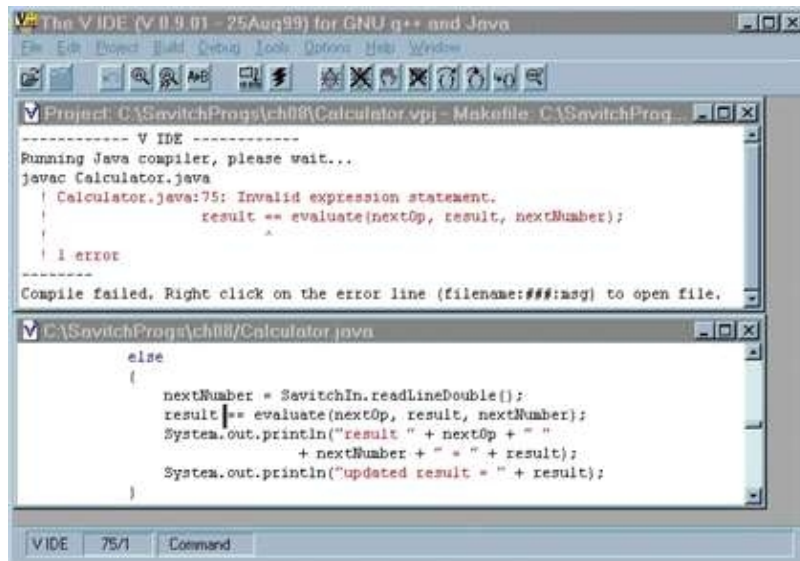 The V IDE (V 0.9.01 - 25Aug99) for GNU g++ and Java
File Edit Project Build Debug Tools Options Help Window
Project: C:\SavitchProgs\ch08\Calculator.vpj - Makefile: C:\SavitchProg...
------------ V IDE ------------
Running Java compiler, please wait...
javac Calculator.java
! Calculator.java:75: Invalid expression statement.
! result == evaluate(nextOp, result, nextNumber);
! ^
! 1 error
--------
Compile failed. Right click on the error line (filename:###:msg) to open file.
C:\SavitchProgs\ch08/Calculator.java
else
{
nextNumber = SavitchIn.readLineDouble();
result == evaluate(nextOp, result, nextNumber);
System.out.println("result " + nextOp + " "
+ nextNumber + " = " + result);
System.out.println("updated result = " + result);
}
V IDE 75/1 Command